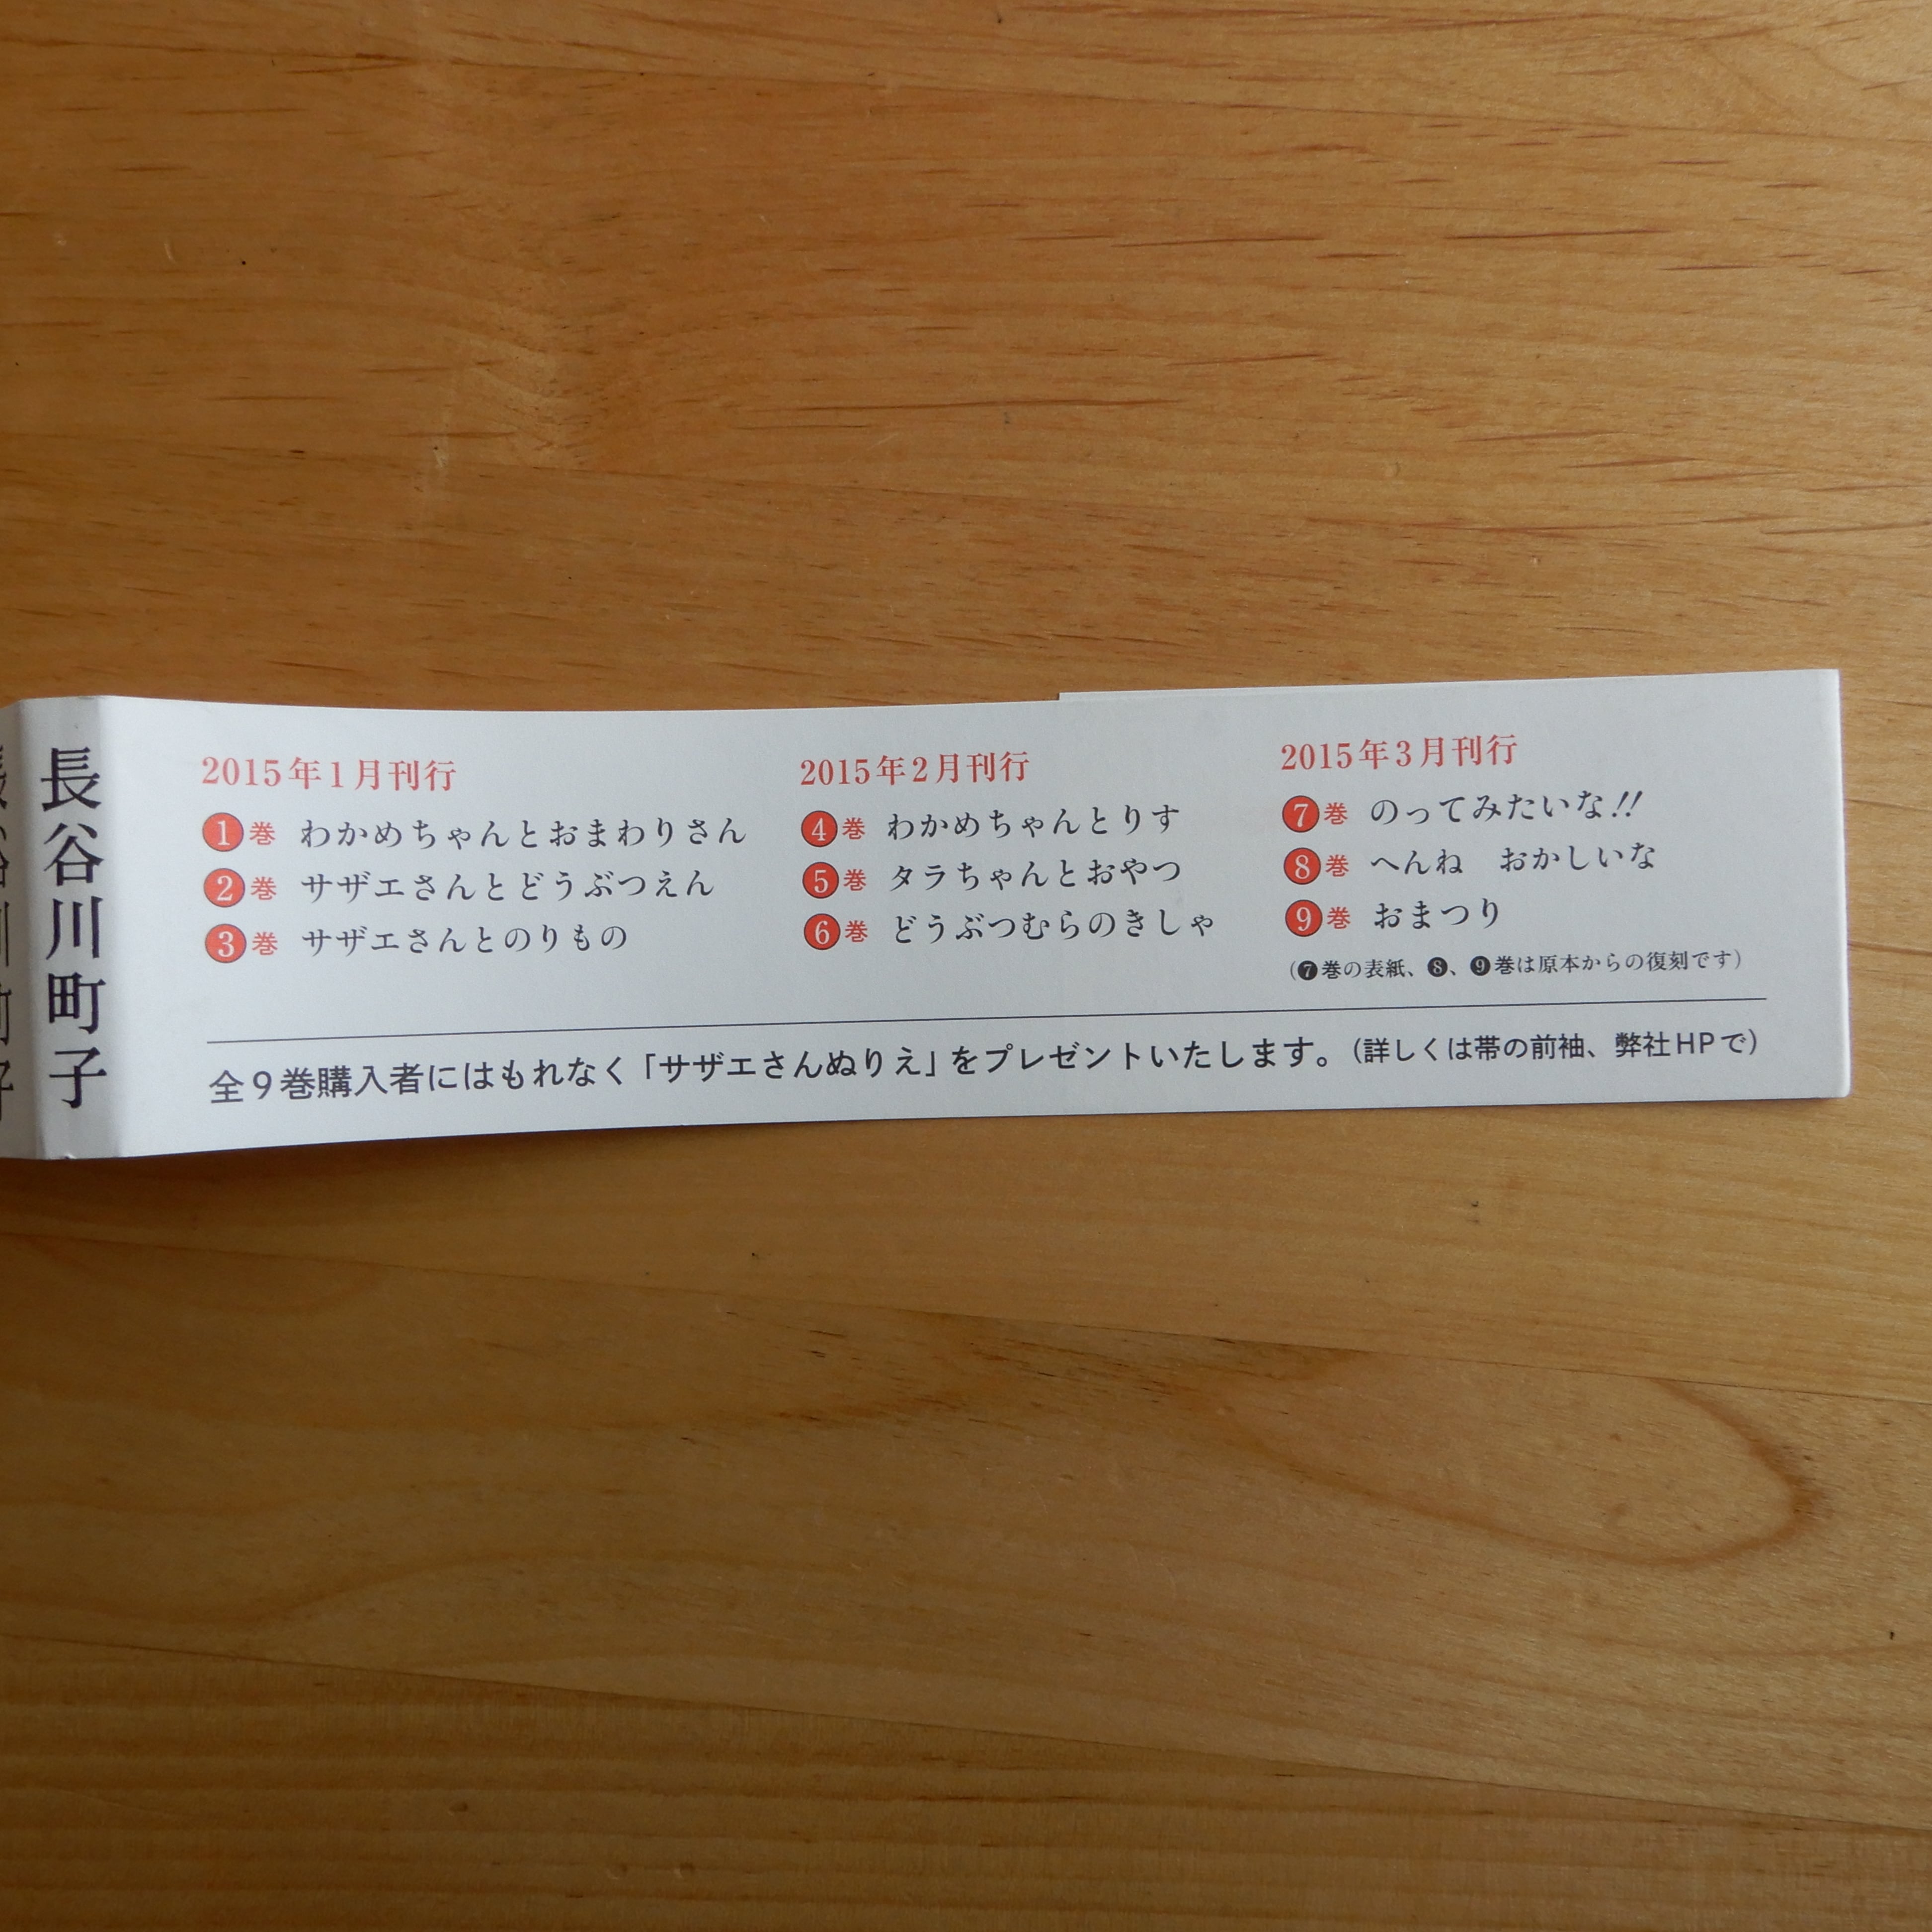 長谷川町子
2015年1月刊行
1巻 わかめちゃんとおまわりさん
2巻 サザエさんとどうぶつえん
3巻 サザエさんとのりもの
2015年2月刊行
4巻 わかめちゃんとりす
5巻 タラちゃんとおやつ
6巻 どうぶつむらのきしゃ
2015年3月刊行
7巻 のってみたいな!!
8巻 へんね　おかしいな
9巻 おまつり
(❼巻の表紙、❽、❾巻は原本からの復刻です)
全9巻購入者にはもれなく「サザエさんぬりえ」をプレゼントいたします。(詳しくは帯の前袖、弊社HPで)